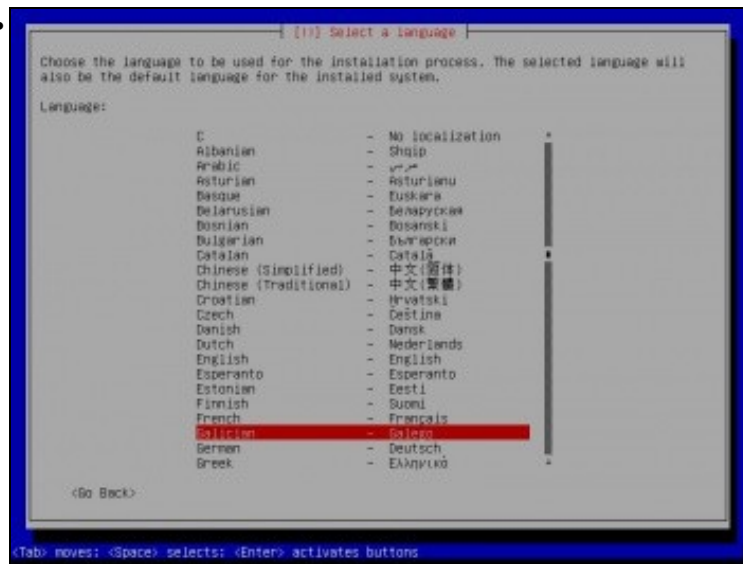 [!!] Select a language
Choose the language to be used for the installation process. The selected language will
also be the default language for the installed system.
Language:
C - No localization
Albanian - Shqip
Arabic - عربي
Asturian - Asturianu
Basque - Euskara
Belarusian - Беларуская
Bosnian - Bosanski
Bulgarian - Български
Catalan - Català
Chinese (Simplified) - 中文(简体)
Chinese (Traditional) - 中文(繁體)
Croatian - Hrvatski
Czech - Čeština
Danish - Dansk
Dutch - Nederlands
English - English
Esperanto - Esperanto
Estonian - Eesti
Finnish - Suomi
French - Français
Galician - Galego
German - Deutsch
Greek - Ελληνικά
<Go Back>
<Tab> moves; <Space> selects; <Enter> activates buttons